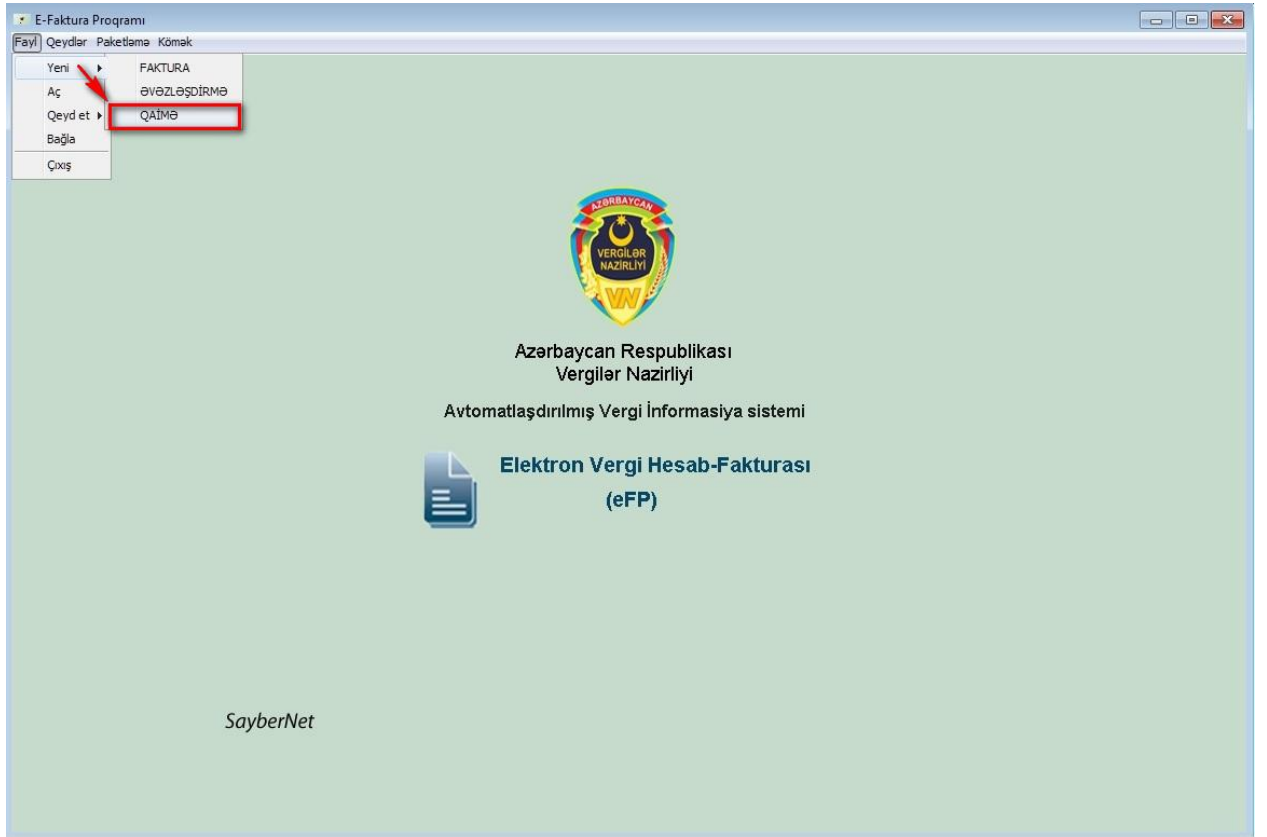 E-Faktura Proqramı
Fayl Qeydlər Paketləmə Kömək
Yeni
FAKTURA
Aç
ƏVƏZLƏŞDİRMƏ
Qeyd et
QAİMƏ
Bağla
Çıxış
AZƏRBAYCAN
VERGİLƏR
NAZİRLİYİ
VN
Azərbaycan Respublikası
Vergilər Nazirliyi
Avtomatlaşdırılmış Vergi İnformasiya sistemi
Elektron Vergi Hesab-Fakturası
(eFP)
SayberNet